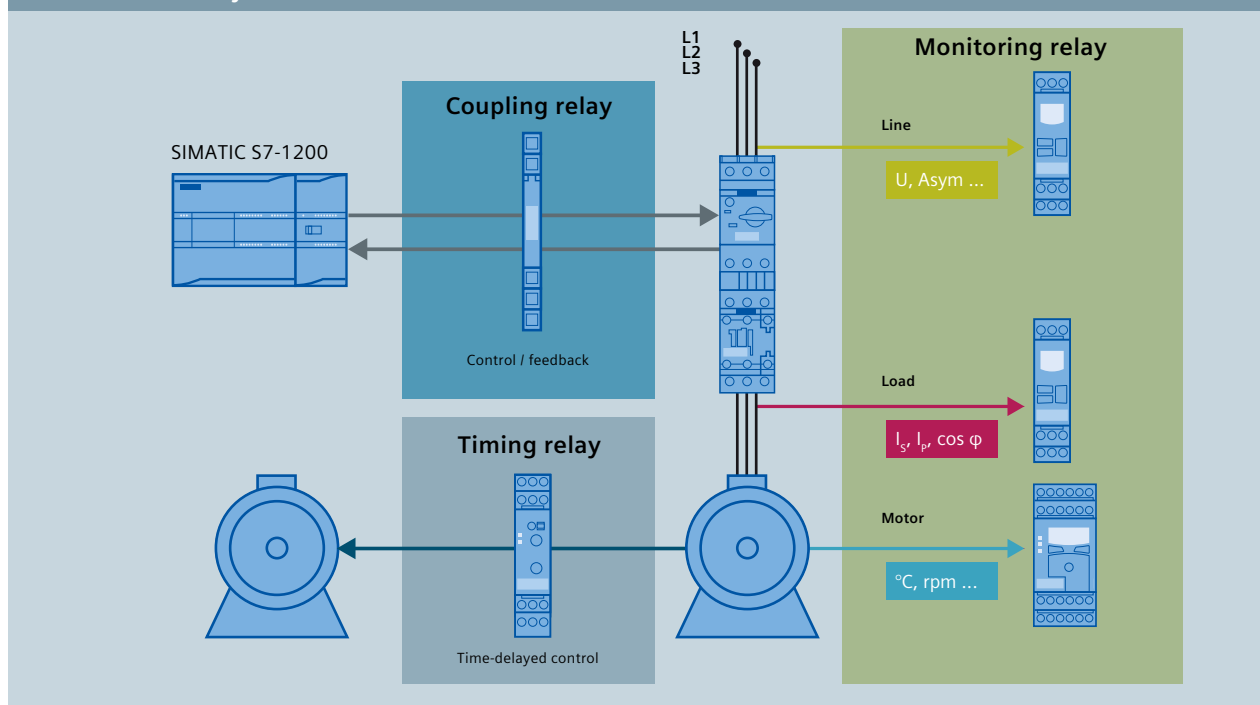 L1
L2
L3
Monitoring relay
Coupling relay
Line
SIMATIC S7-1200
U, Asym ...
Control / feedback
Load
Timing relay
Is, Ip, cos φ
Motor
°C, rpm ...
Time-delayed control